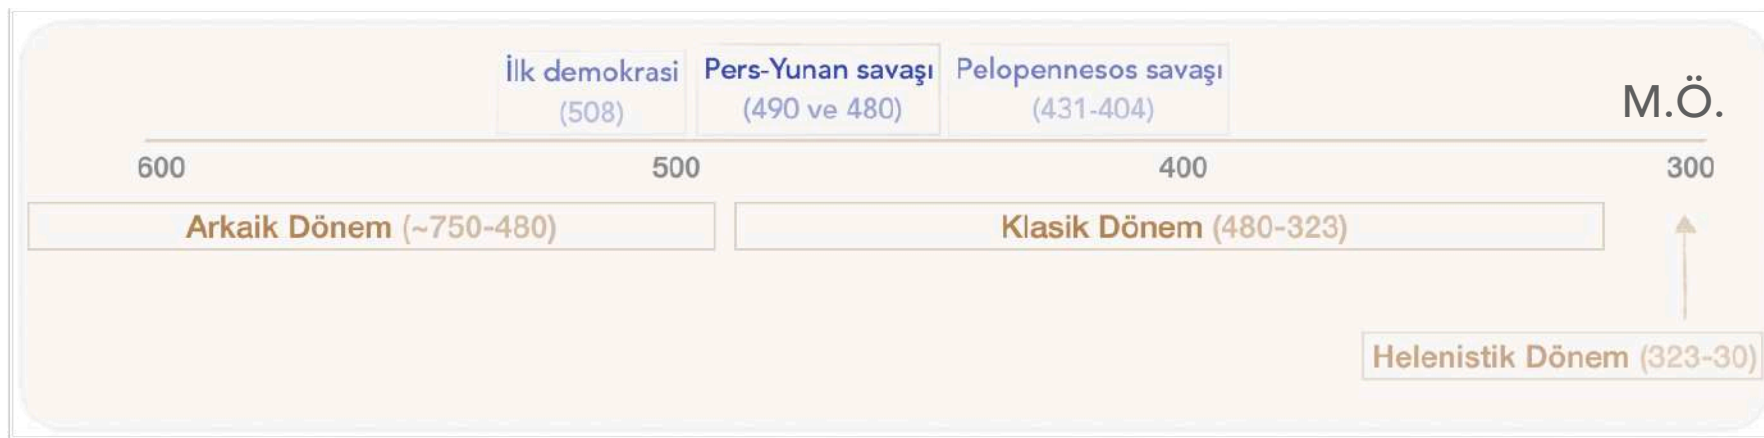 İlk demokrasi
(508)
Pers-Yunan savaşı
(490 ve 480)
Pelopennesos savaşı
(431-404)
M.Ö.
600
500
400
300
Arkaik Dönem (~750-480)
Klasik Dönem (480-323)
Helenistik Dönem (323-30)